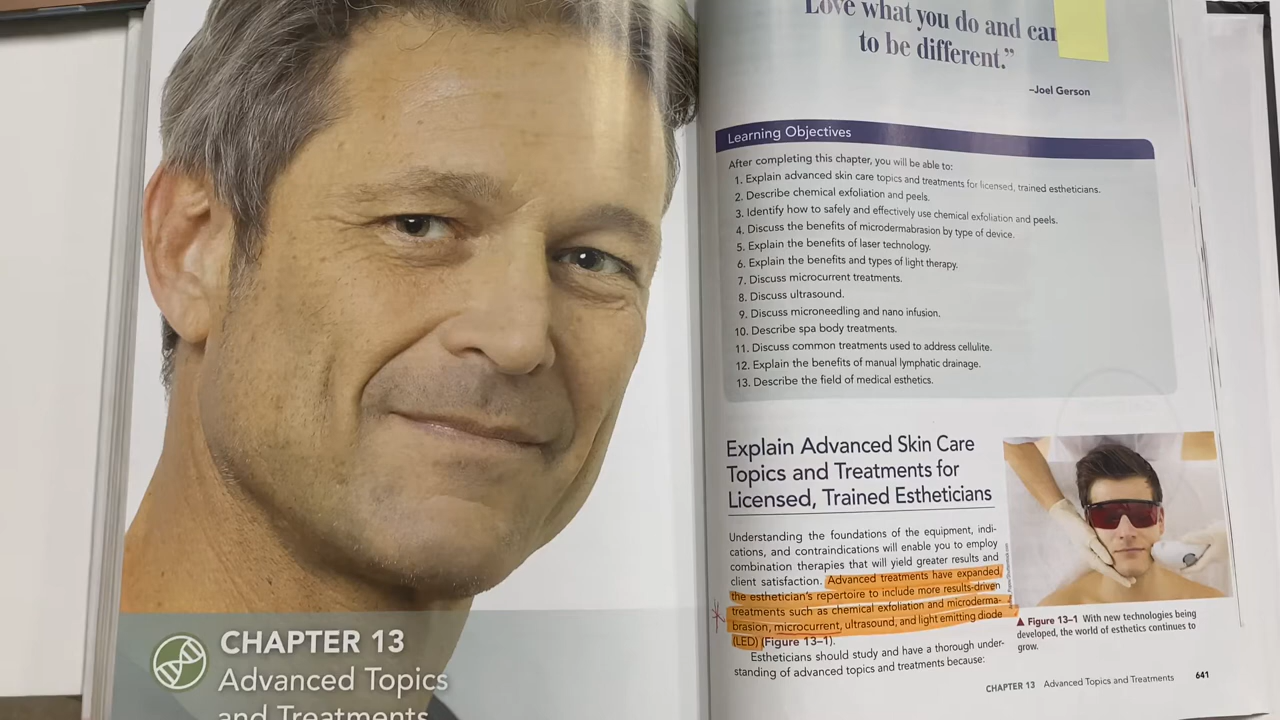 CHAPTER 13
Advanced Topics
and Treatments
Love what you do and
to be different.”
–Joel Gerson
Learning Objectives
After completing this chapter, you will be able to:
1. Explain advanced skin care topics and treatments for licensed, trained estheticians.
2. Describe chemical exfoliation and peels.
3. Identify how to safely and effectively use chemical exfoliation and peels.
4. Discuss the benefits of microdermabrasion by type of device.
5. Explain the benefits of laser technology.
6. Explain the benefits and types of light therapy.
7. Discuss microcurrent treatments.
8. Discuss ultrasound.
9. Discuss microneedling and nano infusion.
10. Describe spa body treatments.
11. Discuss common treatments used to address cellulite.
12. Explain the benefits of manual lymphatic drainage.
13. Describe the field of medical esthetics.
Explain Advanced Skin Care
Topics and Treatments for
Licensed, Trained Estheticians
Understanding the foundations of the equipment, indi-
cations, and contraindications will enable you to employ
combination therapies that will yield greater results and
client satisfaction. Advanced treatments have expanded
the esthetician’s repertoire to include more results-driven
treatments such as chemical exfoliation and microderma-
brasion, microcurrent, ultrasound, and light emitting diode
(LED) (Figure 13–1).
Estheticians should study and have a thorough under-
standing of advanced topics and treatments because:
▲ Figure 13–1 With new technologies being
developed, the world of esthetics continues to
grow.
CHAPTER 13 Advanced Topics and Treatments 641